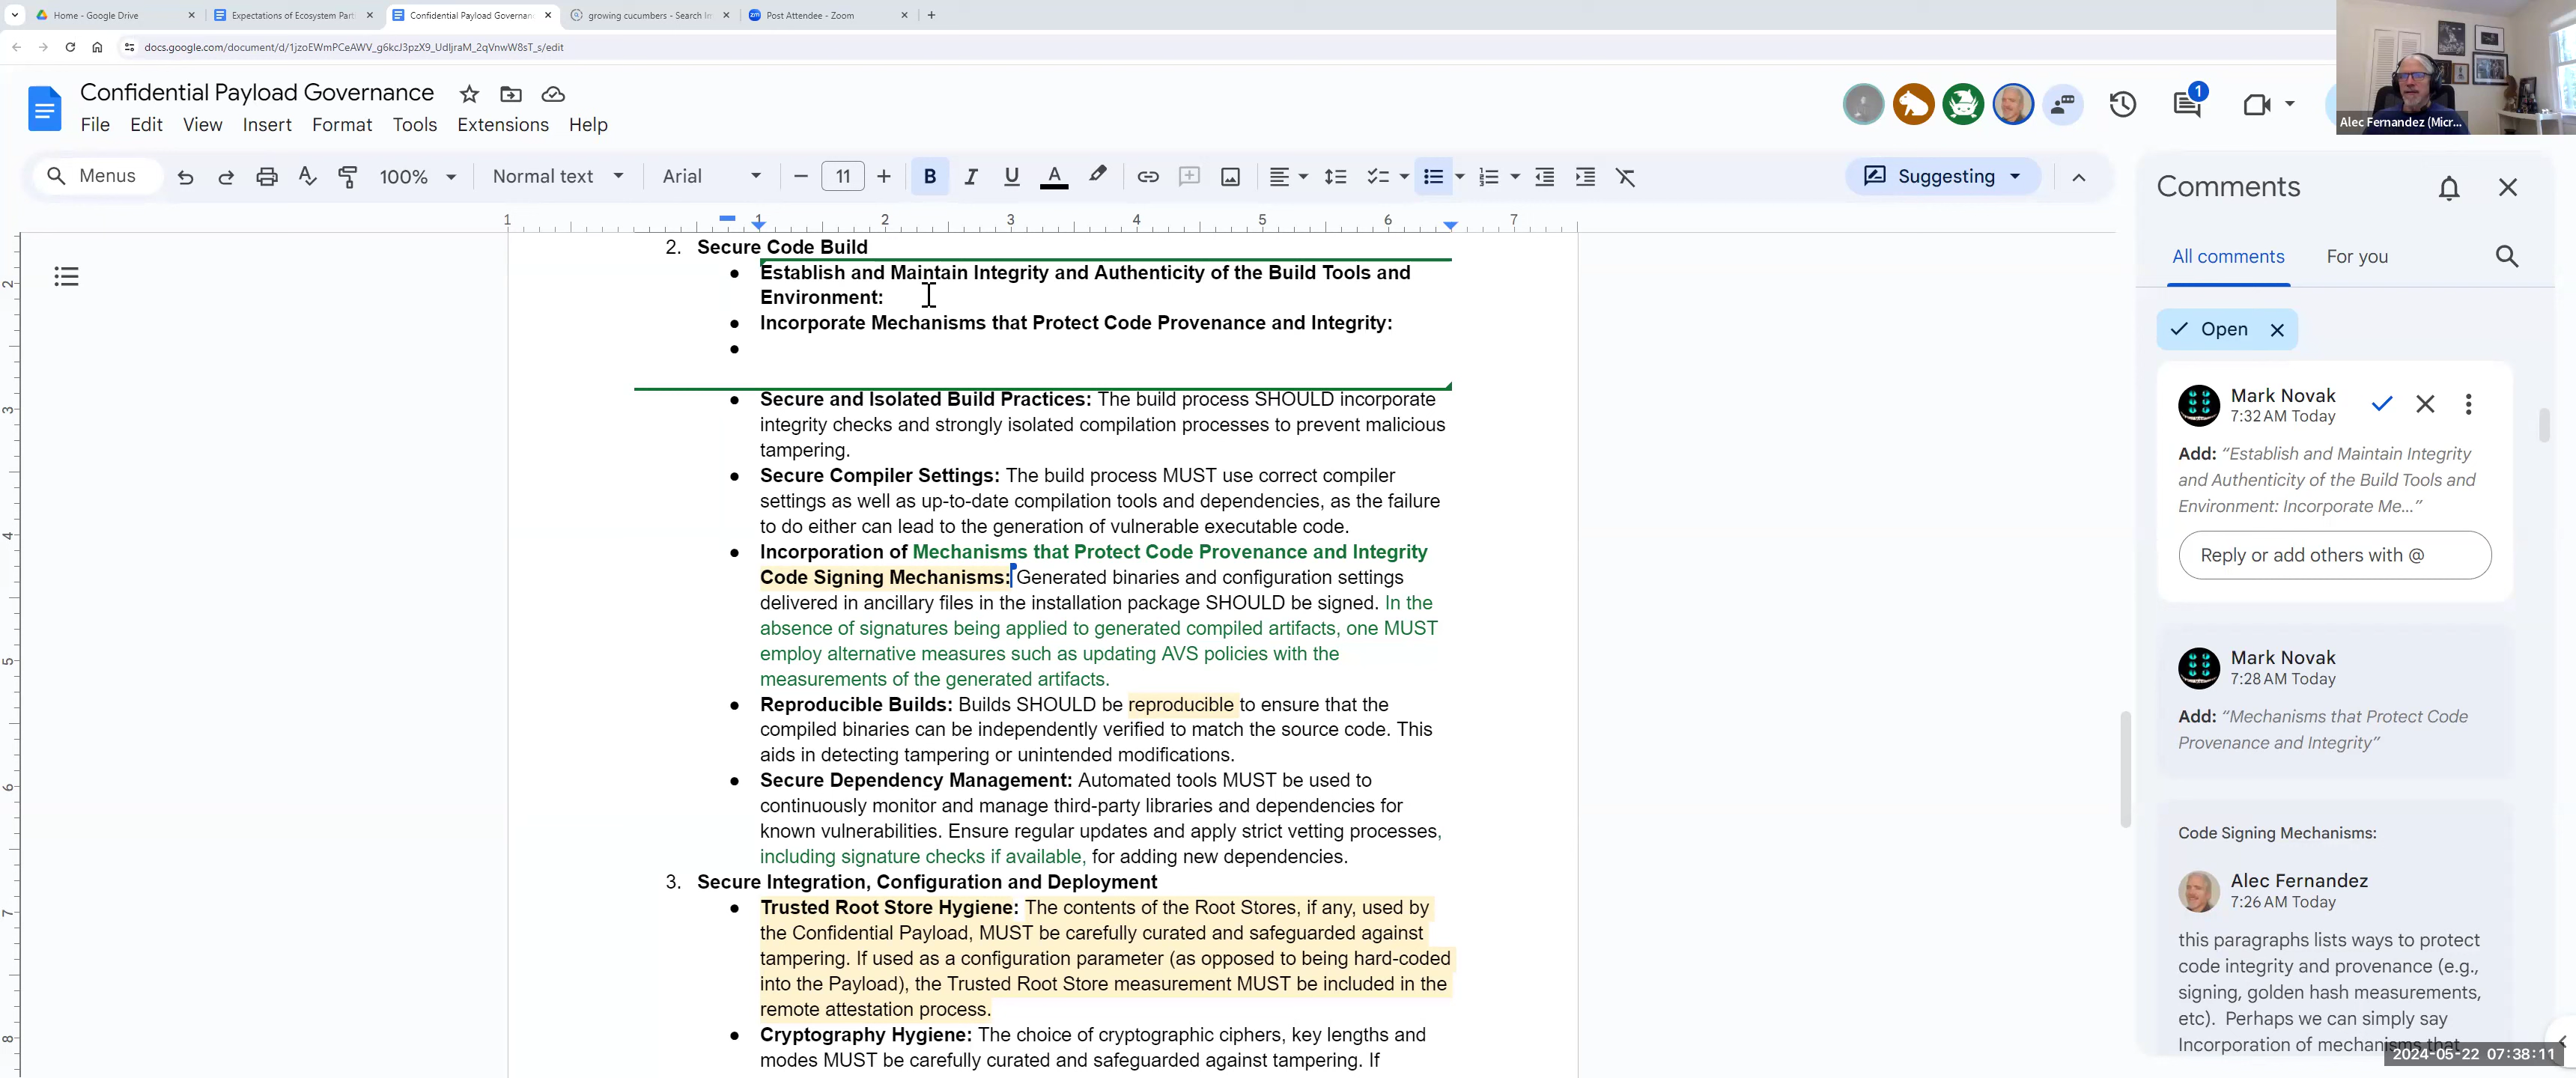 Home - Google Drive
Expectations of Ecosystem Part
Confidential Payload Governan
growing cucumbers - Search Im
Post Attendee - Zoom
docs.google.com/document/d/1jzoEWmPCeAWV_g6kcJ3pzX9_UdljraM_2qVnwW8sT_s/edit
Confidential Payload Governance
File Edit View Insert Format Tools Extensions Help
1
Alec Fernandez (Micr...
Menus 100% Normal text Arial 11 B I U A Suggesting
1 1 2 3 4 5 6 7
2
3
4
5
6
7
8
2. Secure Code Build
● Establish and Maintain Integrity and Authenticity of the Build Tools and
Environment:
● Incorporate Mechanisms that Protect Code Provenance and Integrity:
●
● Secure and Isolated Build Practices: The build process SHOULD incorporate
integrity checks and strongly isolated compilation processes to prevent malicious
tampering.
● Secure Compiler Settings: The build process MUST use correct compiler
settings as well as up-to-date compilation tools and dependencies, as the failure
to do either can lead to the generation of vulnerable executable code.
● Incorporation of Mechanisms that Protect Code Provenance and Integrity
Code Signing Mechanisms: Generated binaries and configuration settings
delivered in ancillary files in the installation package SHOULD be signed. In the
absence of signatures being applied to generated compiled artifacts, one MUST
employ alternative measures such as updating AVS policies with the
measurements of the generated artifacts.
● Reproducible Builds: Builds SHOULD be reproducible to ensure that the
compiled binaries can be independently verified to match the source code. This
aids in detecting tampering or unintended modifications.
● Secure Dependency Management: Automated tools MUST be used to
continuously monitor and manage third-party libraries and dependencies for
known vulnerabilities. Ensure regular updates and apply strict vetting processes,
including signature checks if available, for adding new dependencies.
3. Secure Integration, Configuration and Deployment
● Trusted Root Store Hygiene: The contents of the Root Stores, if any, used by
the Confidential Payload, MUST be carefully curated and safeguarded against
tampering. If used as a configuration parameter (as opposed to being hard-coded
into the Payload), the Trusted Root Store measurement MUST be included in the
remote attestation process.
● Cryptography Hygiene: The choice of cryptographic ciphers, key lengths and
modes MUST be carefully curated and safeguarded against tampering. If
Comments
All comments For you
Open
Mark Novak
7:32 AM Today
Add: “Establish and Maintain Integrity
and Authenticity of the Build Tools and
Environment: Incorporate Me...”
Reply or add others with @
Mark Novak
7:28 AM Today
Add: “Mechanisms that Protect Code
Provenance and Integrity”
Code Signing Mechanisms:
Alec Fernandez
7:26 AM Today
this paragraphs lists ways to protect
code integrity and provenance (e.g.,
signing, golden hash measurements,
etc). Perhaps we can simply say
Incorporation of mechanisms that
2024-05-22 07:38:11